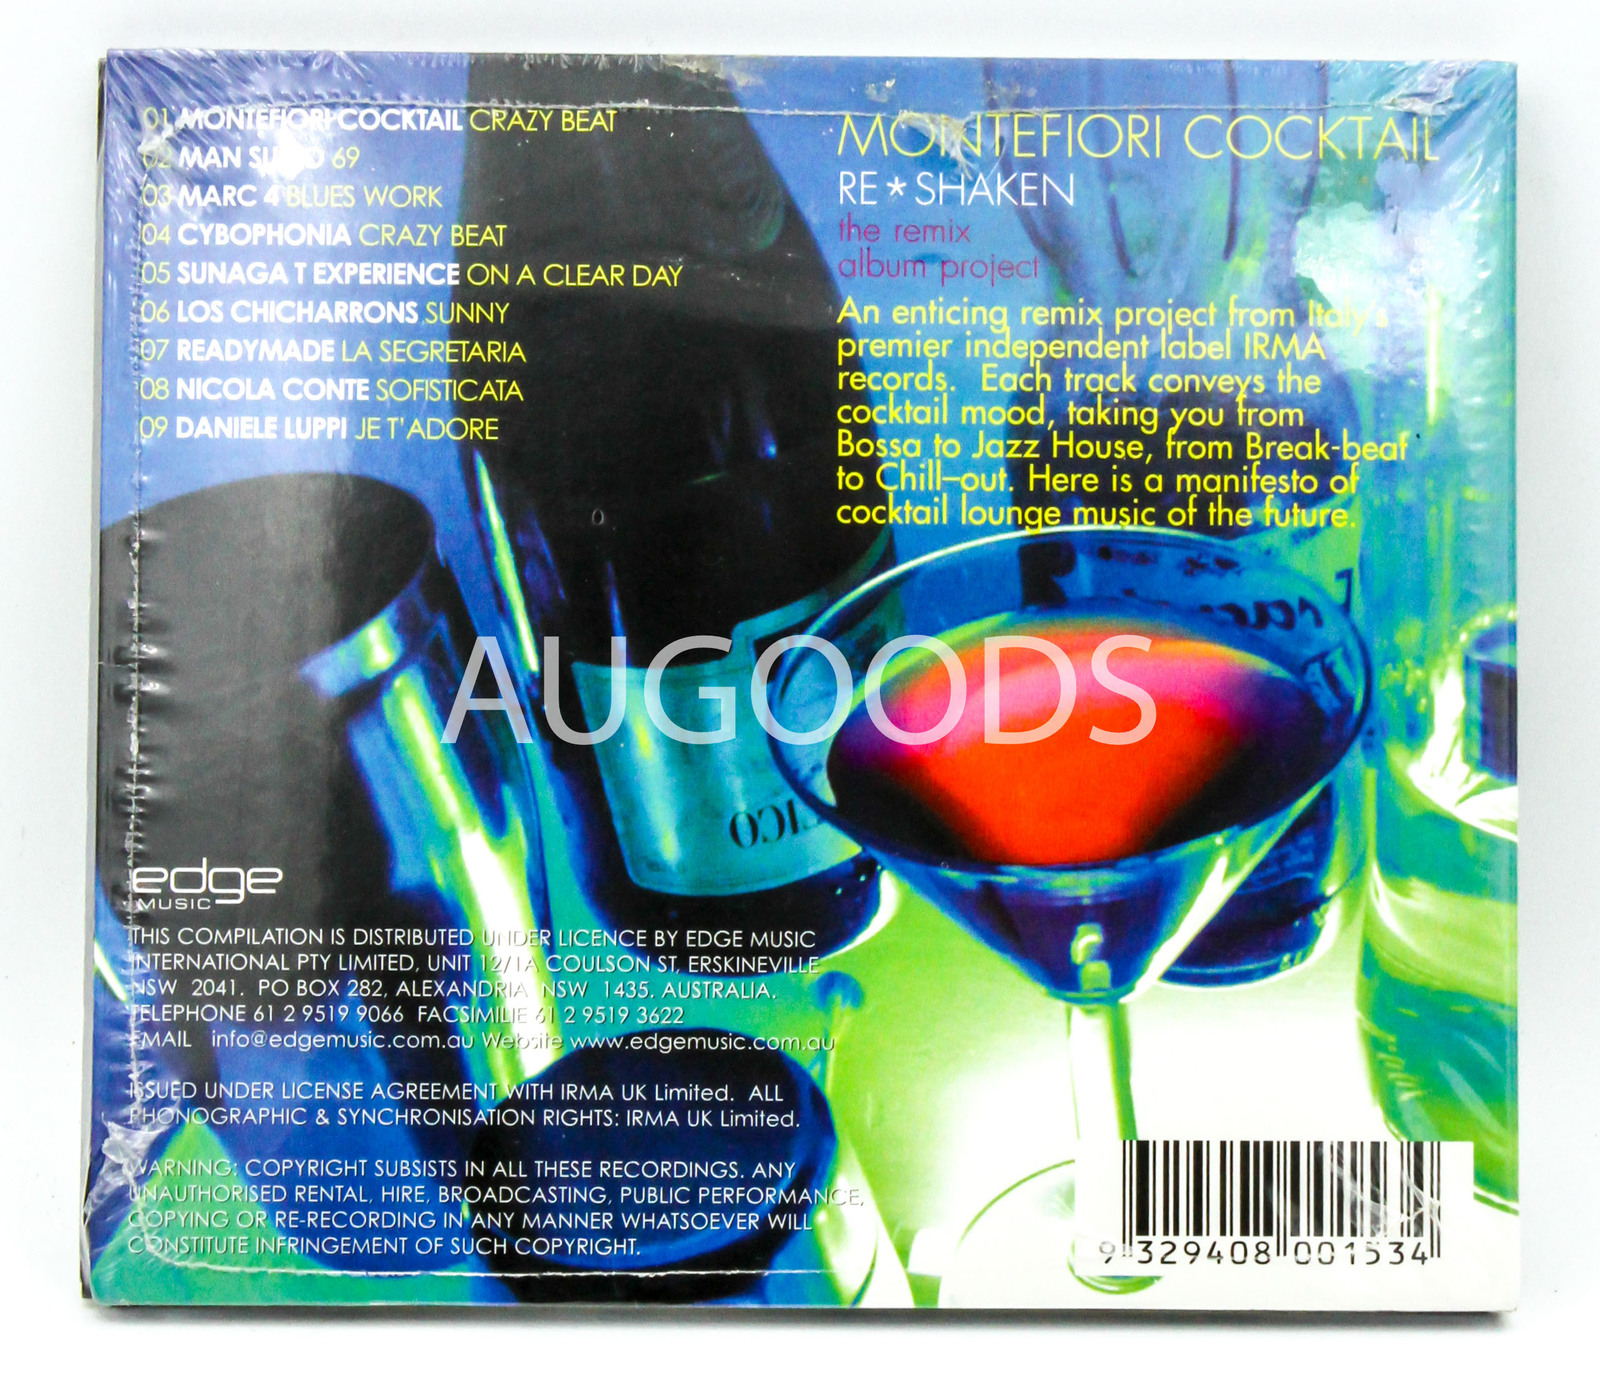 01 MONTEFIORI COCKTAIL CRAZY BEAT
02 MAN 69
03 MARC 4 BLUES WORK
04 CYBOPHONIA CRAZY BEAT
05 SUNAGA T EXPERIENCE ON A CLEAR DAY
06 LOS CHICHARRONS SUNNY
07 READYMADE LA SEGRETARIA
08 NICOLA CONTE SOFISTICATA
09 DANIELE LUPPI JE T'ADORE
MONTEFIORI COCKTAIL
RE*SHAKEN
the remix
album project
An enticing remix project from Italy's
premier independent label IRMA
records. Each track conveys the
cocktail mood, taking you from
Bossa to Jazz House, from Break-beat
to Chill-out. Here is a manifesto of
cocktail lounge music of the future.
AUGOODS
edge
MUSIC
THIS COMPILATION IS DISTRIBUTED UNDER LICENCE BY EDGE MUSIC
INTERNATIONAL PTY LIMITED, UNIT 12/1A COULSON ST, ERSKINEVILLE
NSW 2041. PO BOX 282, ALEXANDRIA NSW 1435. AUSTRALIA.
TELEPHONE 61 2 9519 9066 FACSIMILIE 61 2 9519 3622
EMAIL info@edgemusic.com.au Website www.edgemusic.com.au
ISSUED UNDER LICENSE AGREEMENT WITH IRMA UK Limited. ALL
PHONOGRAPHIC & SYNCHRONISATION RIGHTS: IRMA UK Limited.
WARNING: COPYRIGHT SUBSISTS IN ALL THESE RECORDINGS. ANY
UNAUTHORISED RENTAL, HIRE, BROADCASTING, PUBLIC PERFORMANCE,
COPYING OR RE-RECORDING IN ANY MANNER WHATSOEVER WILL
CONSTITUTE INFRINGEMENT OF SUCH COPYRIGHT.
9 329408 001534